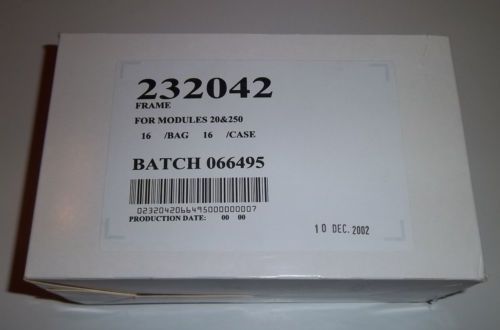 232042
FRAME
FOR MODULES 20&250
16 /BAG 16 /CASE
BATCH 066495
0232042066495000000007
PRODUCTION DATE: 00 00
10 DEC. 2002